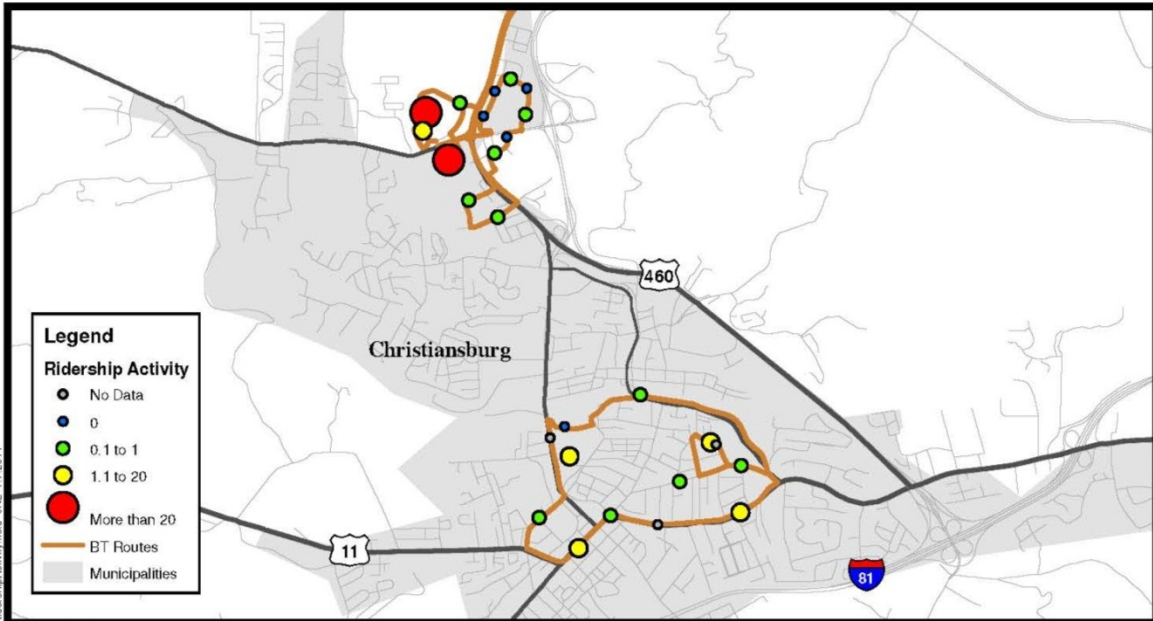 460
Christiansburg
Legend
Ridership Activity
No Data
0
0.1 to 1
1.1 to 20
More than 20
BT Routes
Municipalities
11
81